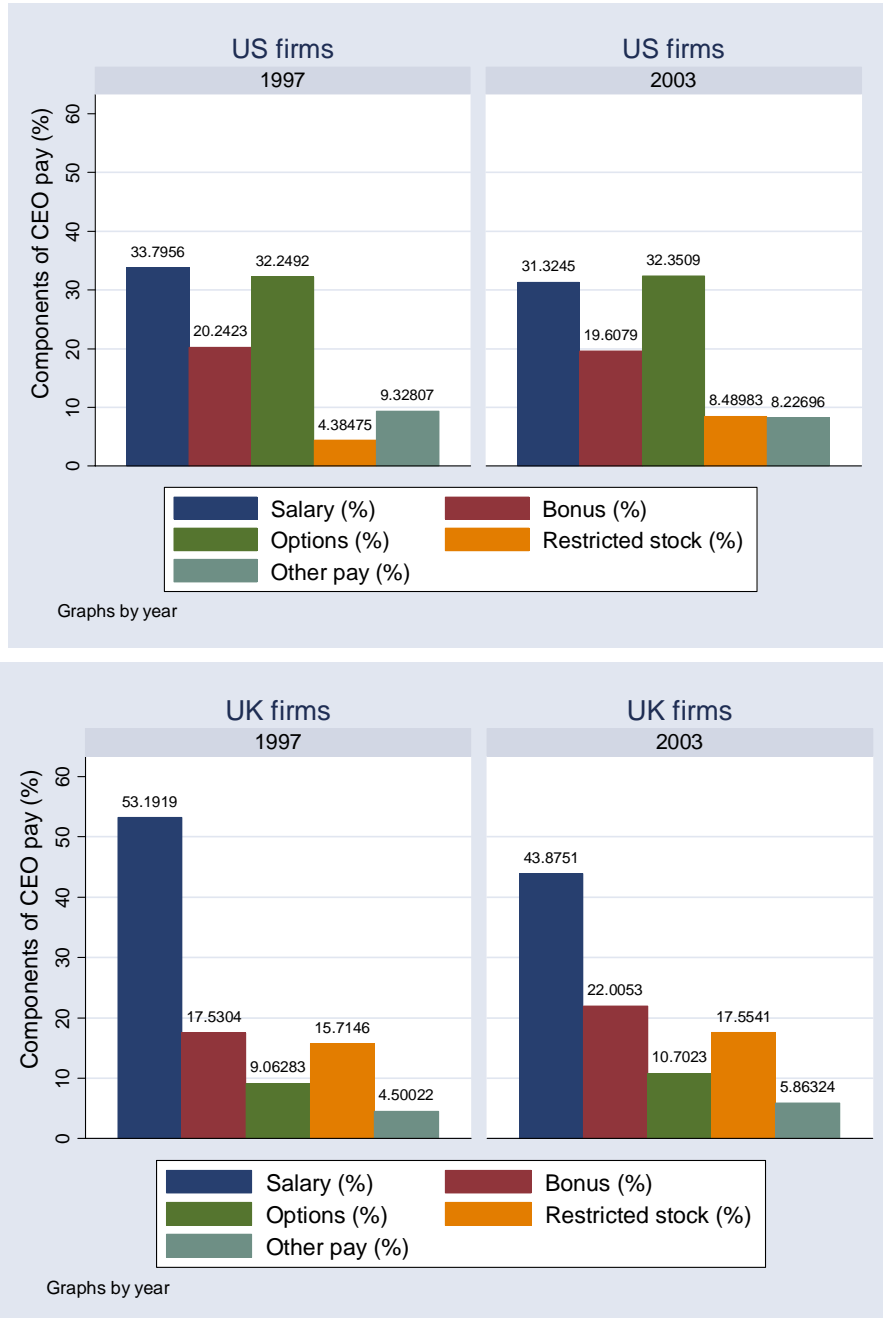 US firms US firms
1997 2003
Components of CEO pay (%)
60
50
40
30
20
10
0
33.7956 20.2423 32.2492 4.38475 9.32807
31.3245 19.6079 32.3509 8.48983 8.22696
Salary (%) Bonus (%)
Options (%) Restricted stock (%)
Other pay (%)
Graphs by year
UK firms UK firms
1997 2003
Components of CEO pay (%)
60
50
40
30
20
10
0
53.1919 17.5304 9.06283 15.7146 4.50022
43.8751 22.0053 10.7023 17.5541 5.86324
Salary (%) Bonus (%)
Options (%) Restricted stock (%)
Other pay (%)
Graphs by year